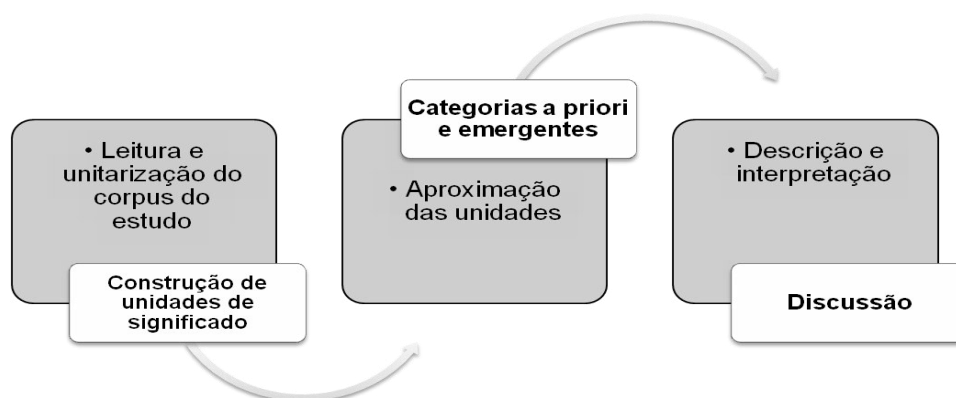 • Leitura e
unitarização do
corpus do
estudo
Construção de
unidades de
significado
Categorias a priori
e emergentes
• Aproximação
das unidades
• Descrição e
interpretação
Discussão